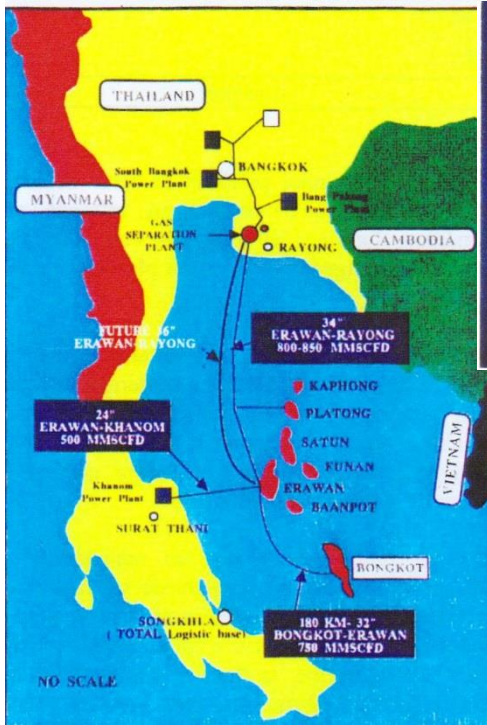 THAILAND
South Bangkok
Power Plant
BANGKOK
MYANMAR
Bang Pakong
Power Plant
GAS
SEPARATION
PLANT
RAYONG
CAMBODIA
FUTURE 36"
ERAWAN-RAYONG
34"
ERAWAN-RAYONG
800-850 MMSCFD
KAPHONG
PLATONG
24"
ERAWAN-KHANOM
500 MMSCFD
SATUN
FUNAN
VIETNAM
Khanom
Power Plant
ERAWAN
BAANPOT
SURAT THANI
BONGKOT
SONGKHLA
( TOTAL Logistic base)
180 KM- 32"
BONGKOT-ERAWAN
750 MMSCFD
NO SCALE